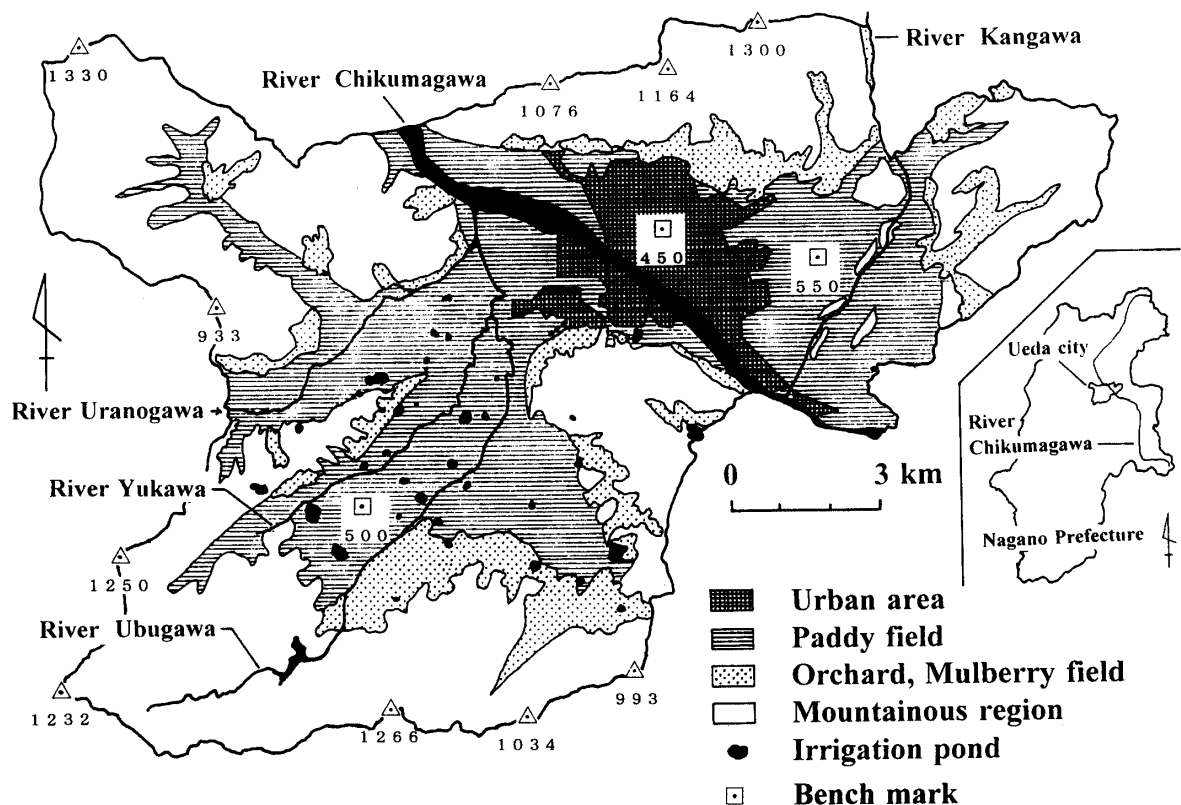 1330
1300
River Kangawa
River Chikumagawa
1076
1164
450
550
933
Ueda city
River Uranogawa
River
Chikumagawa
0 3 km
River Yukawa
500
Nagano Prefecture
1250
River Ubugawa
993
1232
1266
1034
Urban area
Paddy field
Orchard, Mulberry field
Mountainous region
Irrigation pond
Bench mark